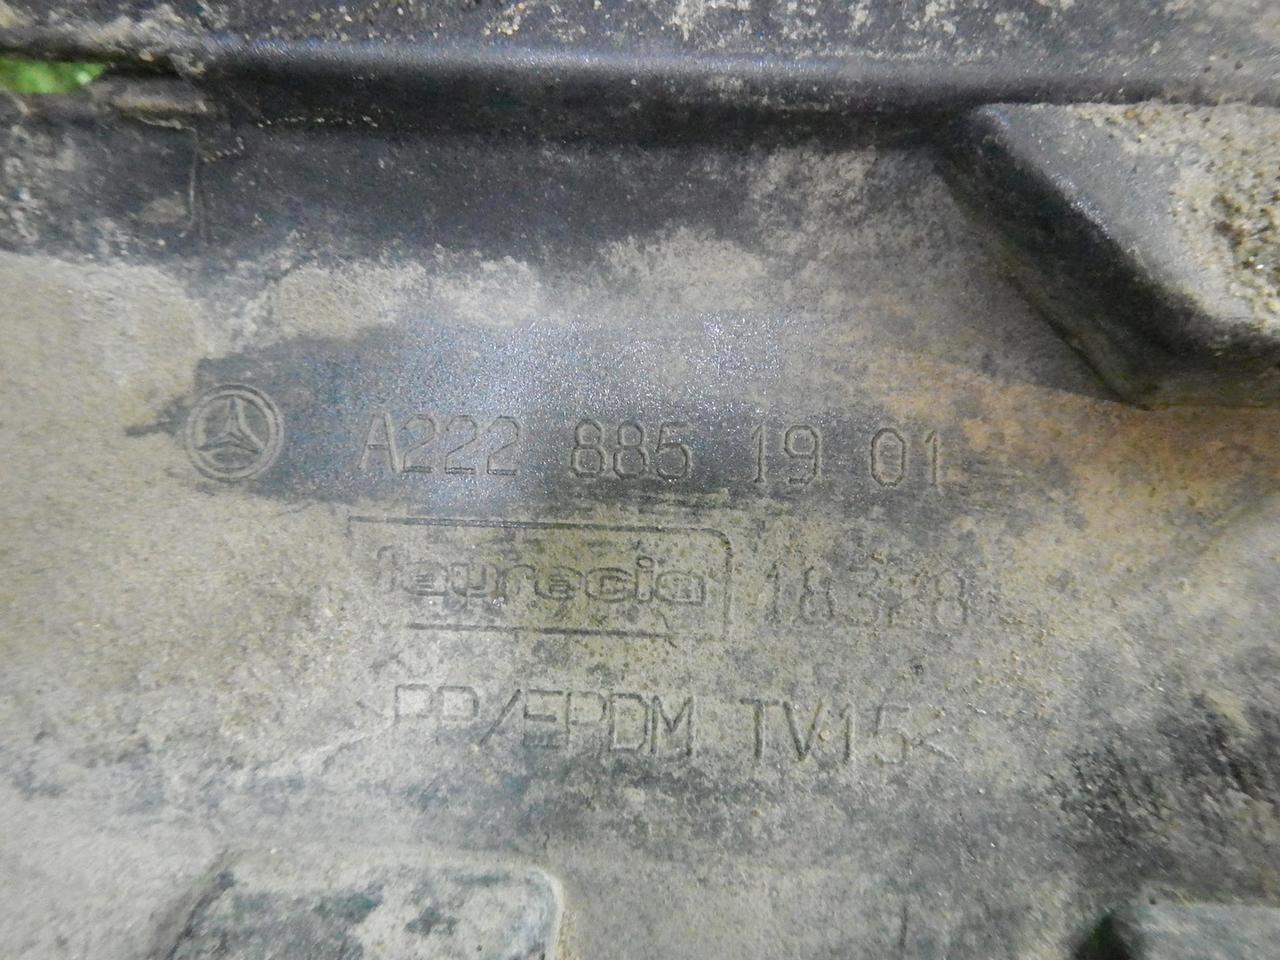 A222 885 19 01
faurecia 18328
>PP/EPDM TV15<